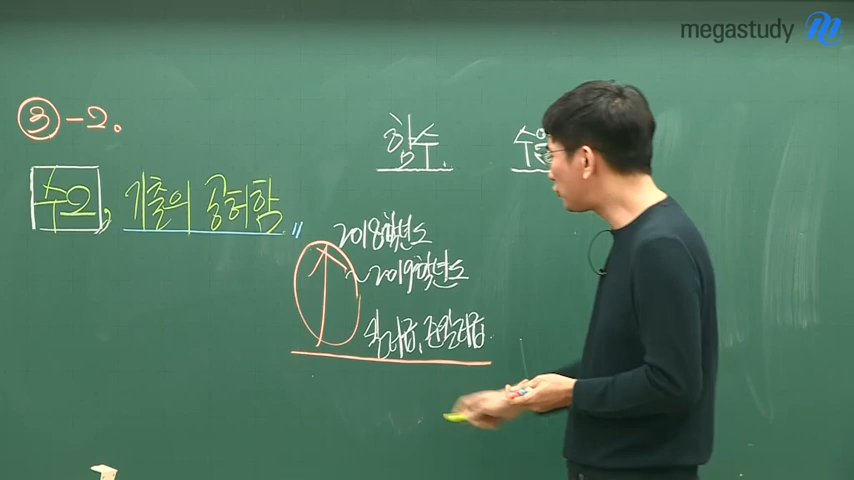 megastudy
③-2.
함수.
수요, 기출의 공허함"
2018학년도
~2019학년도